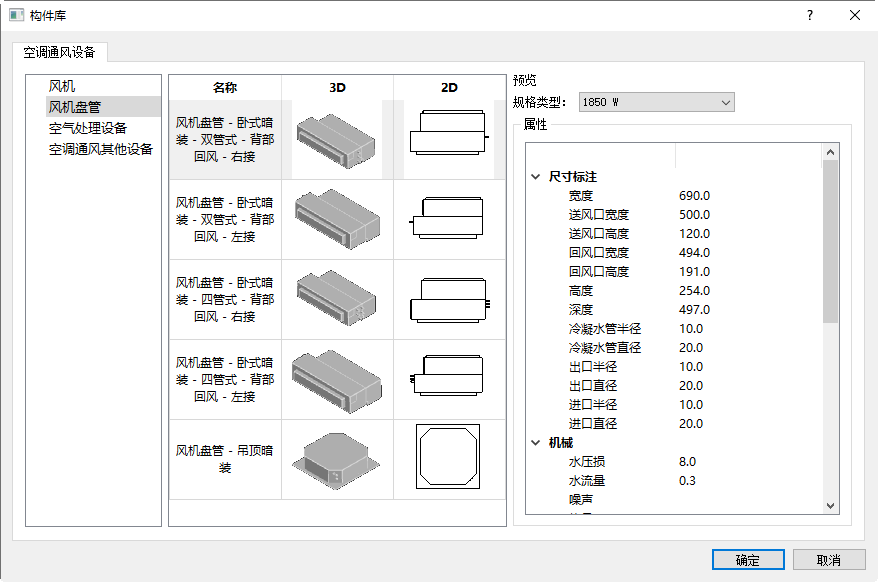 构件库
?
空调通风设备
风机
风机盘管
空气处理设备
空调通风其他设备
名称 3D 2D
风机盘管 - 卧式暗
装 - 双管式 - 背部
回风 - 右接
风机盘管 - 卧式暗
装 - 双管式 - 背部
回风 - 左接
风机盘管 - 卧式暗
装 - 四管式 - 背部
回风 - 右接
风机盘管 - 卧式暗
装 - 四管式 - 背部
回风 - 左接
风机盘管 - 吊顶暗
装
预览
规格类型: 1850 W
属性
尺寸标注
宽度 690.0
送风口宽度 500.0
送风口高度 120.0
回风口宽度 494.0
回风口高度 191.0
高度 254.0
深度 497.0
冷凝水管半径 10.0
冷凝水管直径 20.0
出口半径 10.0
出口直径 20.0
进口半径 10.0
进口直径 20.0
机械
水压损 8.0
水流量 0.3
噪声
确定 取消